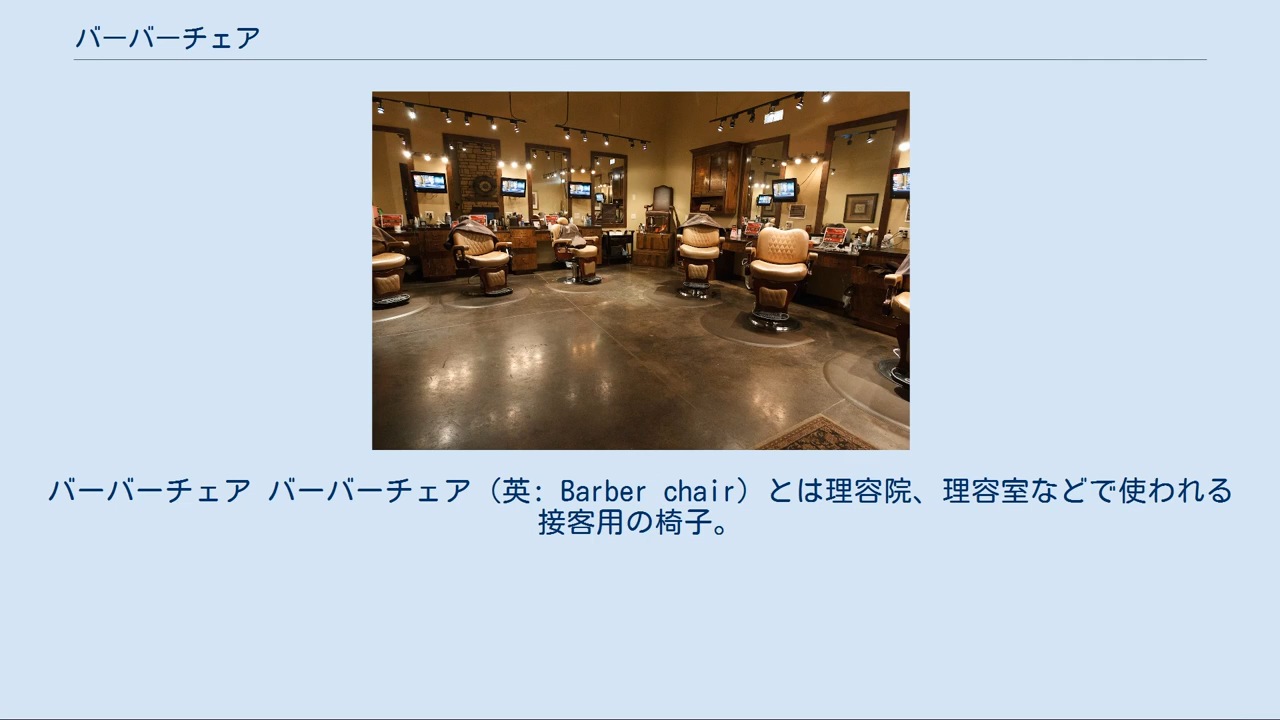 バーバーチェア
バーバーチェア バーバーチェア（英: Barber chair）とは理容院、理容室などで使われる
接客用の椅子。